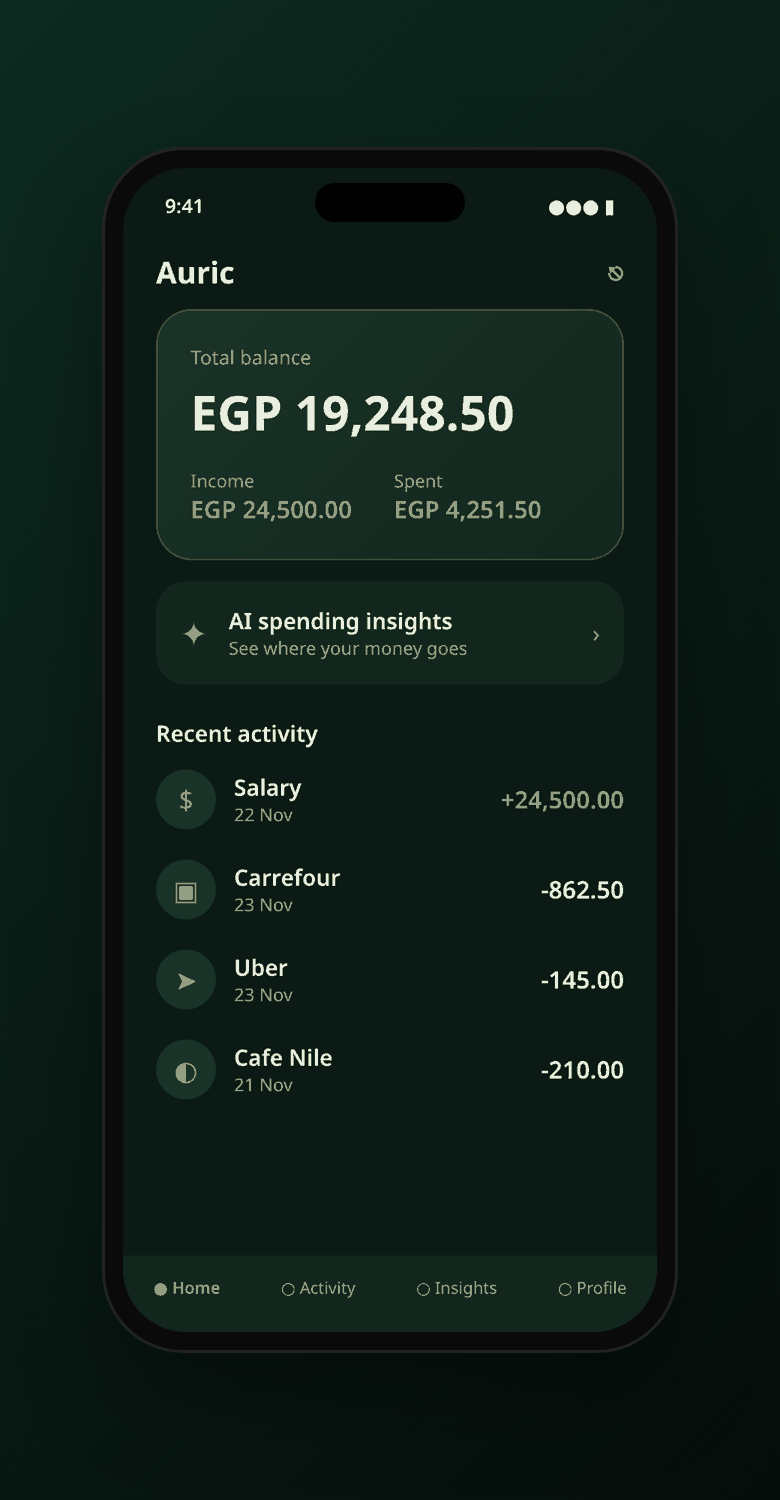 9:41
Auric
Total balance
EGP 19,248.50
Income Spent
EGP 24,500.00 EGP 4,251.50
AI spending insights
See where your money goes
Recent activity
$ Salary +24,500.00
22 Nov
Carrefour -862.50
23 Nov
Uber -145.00
23 Nov
Cafe Nile -210.00
21 Nov
Home Activity Insights Profile